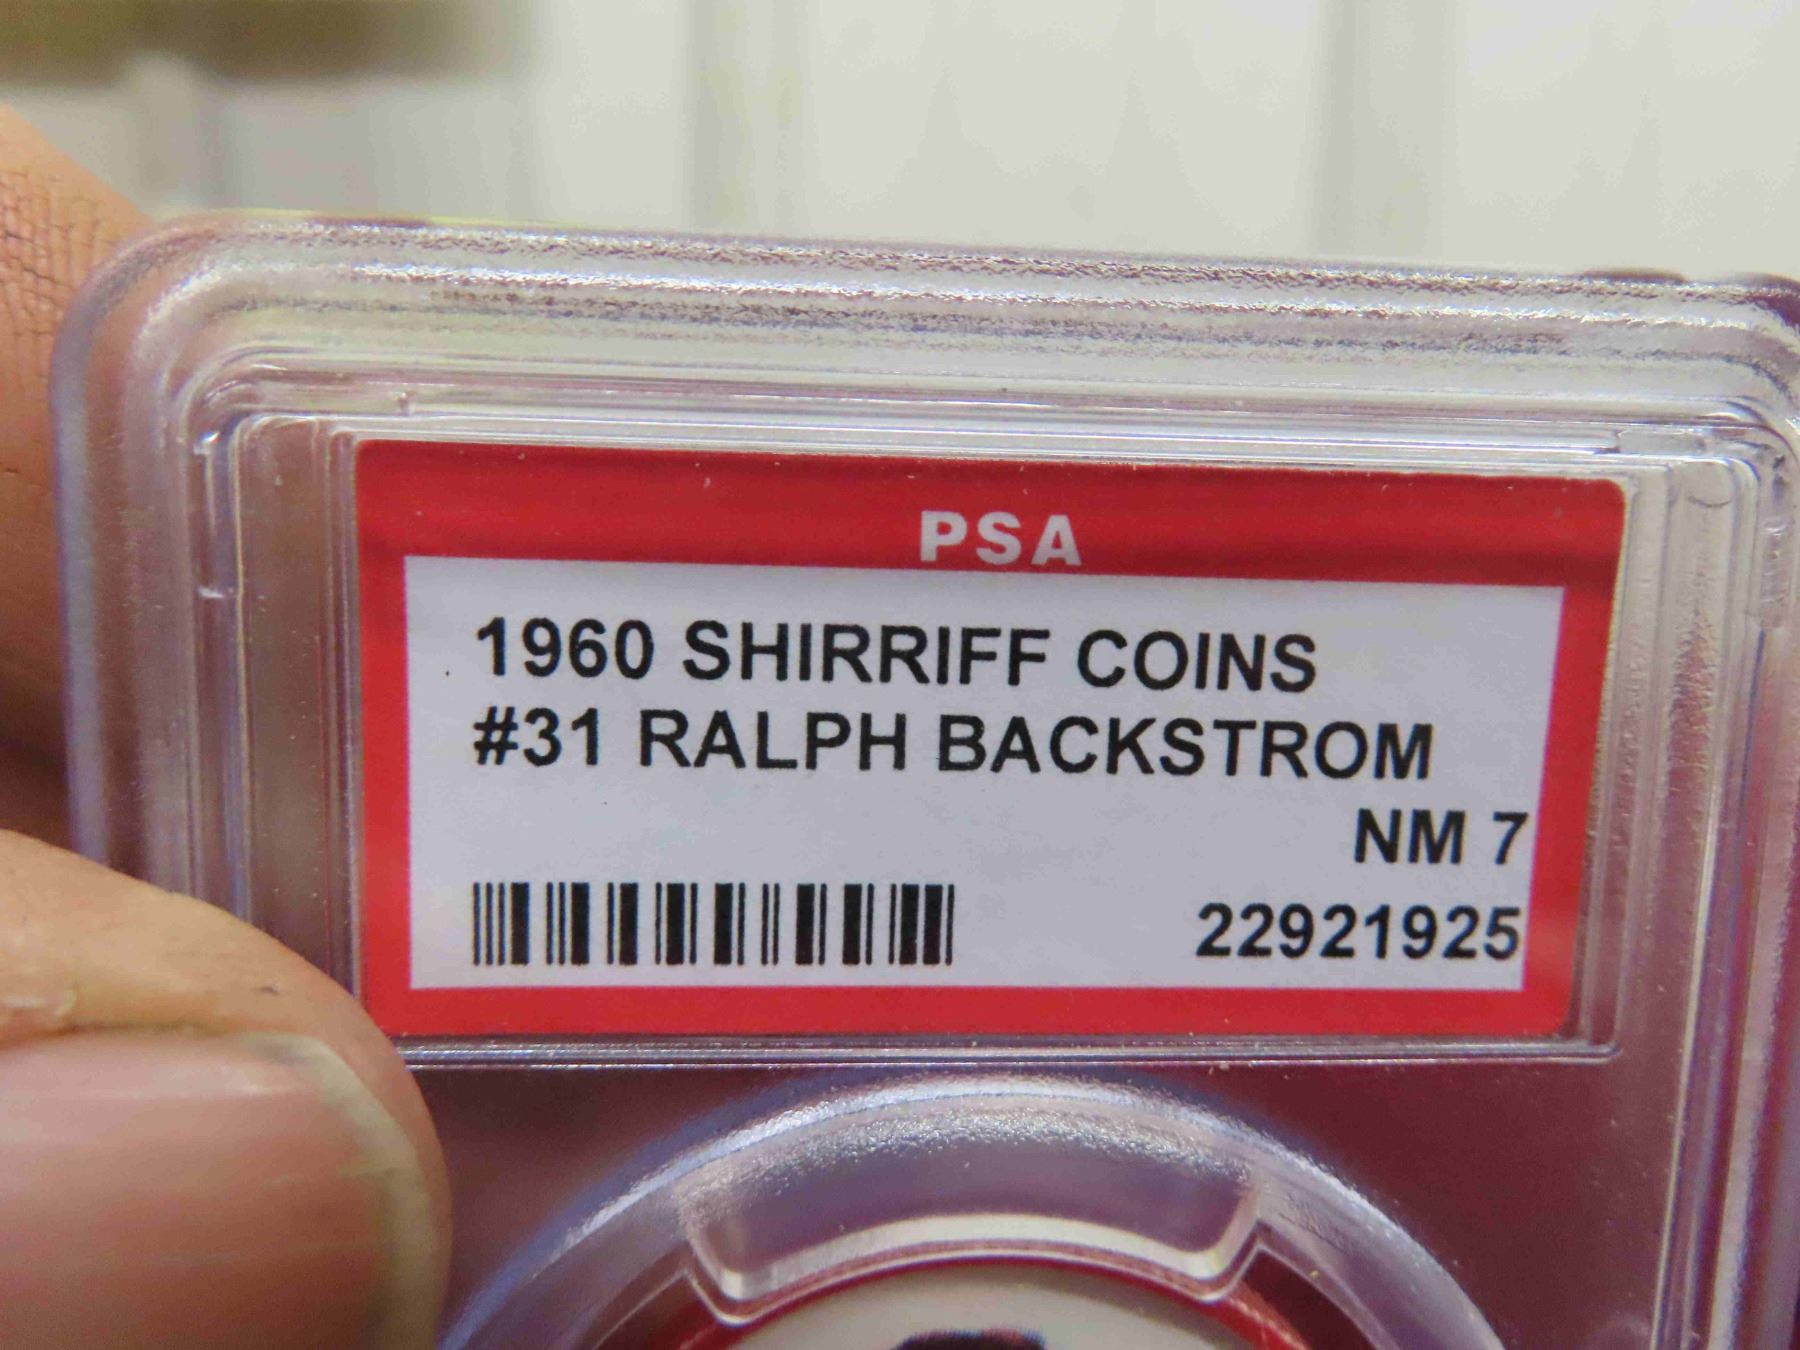 PSA
1960 SHIRRIFF COINS
#31 RALPH BACKSTROM
NM 7
22921925